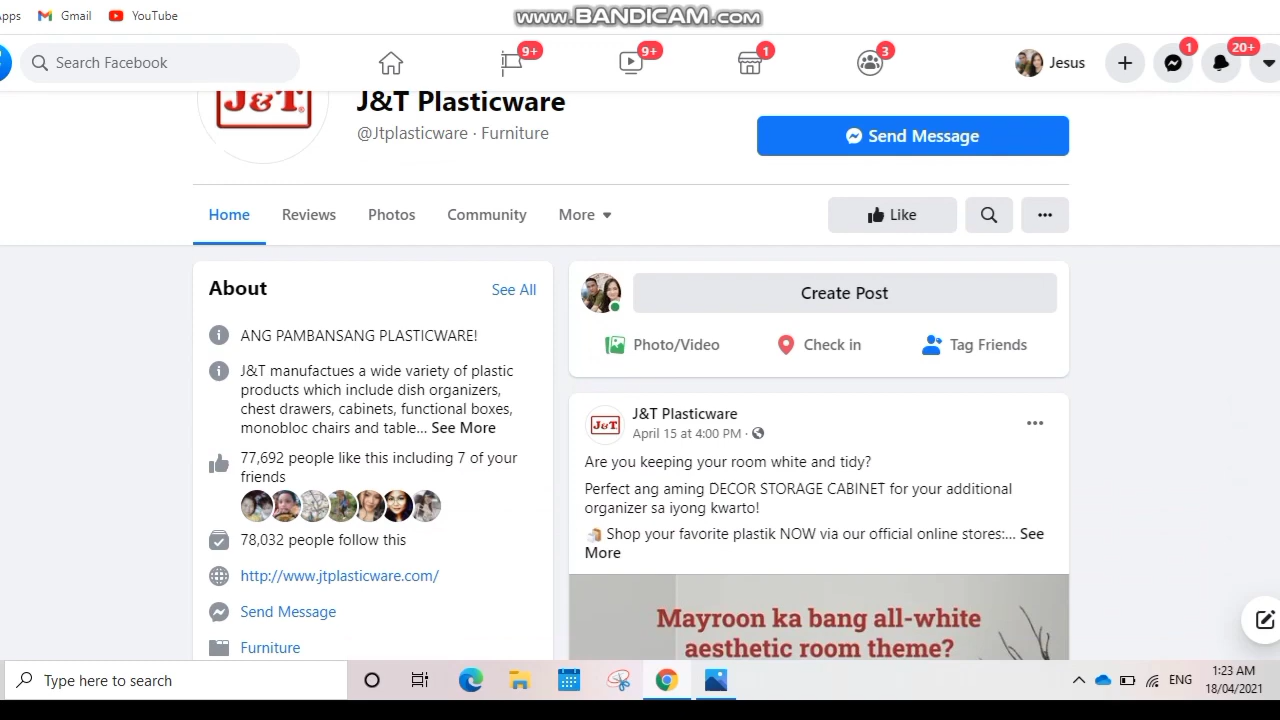 pps
Gmail
YouTube
www.BANDICAM.com
Search Facebook
9+
9+
1
3
Jesus
1
20+
J&T
J&T Plasticware
@Jtplasticware · Furniture
Send Message
Home
Reviews
Photos
Community
More
Like
About
See All
ANG PAMBANSANG PLASTICWARE!
J&T manufactues a wide variety of plastic
products which include dish organizers,
chest drawers, cabinets, functional boxes,
monobloc chairs and table... See More
77,692 people like this including 7 of your
friends
78,032 people follow this
http://www.jtplasticware.com/
Send Message
Furniture
Create Post
Photo/Video
Check in
Tag Friends
J&T
J&T Plasticware
April 15 at 4:00 PM ·
Are you keeping your room white and tidy?
Perfect ang aming DECOR STORAGE CABINET for your additional
organizer sa iyong kwarto!
Shop your favorite plastik NOW via our official online stores:... See
More
Mayroon ka bang all-white
aesthetic room theme?
Type here to search
ENG
1:23 AM
18/04/2021